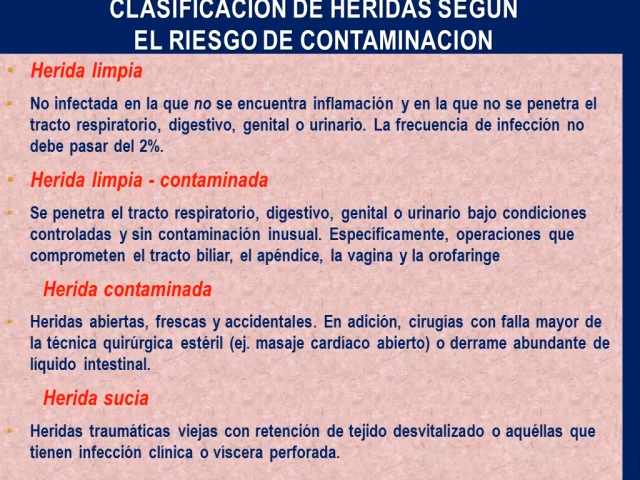 CLASIFICACION DE HERIDAS SEGÚN
EL RIESGO DE CONTAMINACION
• Herida limpia
• No infectada en la que no se encuentra inflamación y en la que no se penetra el
tracto respiratorio, digestivo, genital o urinario. La frecuencia de infección no
debe pasar del 2%.
• Herida limpia - contaminada
• Se penetra el tracto respiratorio, digestivo, genital o urinario bajo condiciones
controladas y sin contaminación inusual. Específicamente, operaciones que
comprometen el tracto biliar, el apéndice, la vagina y la orofaringe
Herida contaminada
• Heridas abiertas, frescas y accidentales. En adición, cirugías con falla mayor de
la técnica quirúrgica estéril (ej. masaje cardíaco abierto) o derrame abundante de
líquido intestinal.
Herida sucia
• Heridas traumáticas viejas con retención de tejido desvitalizado o aquéllas que
tienen infección clínica o víscera perforada.